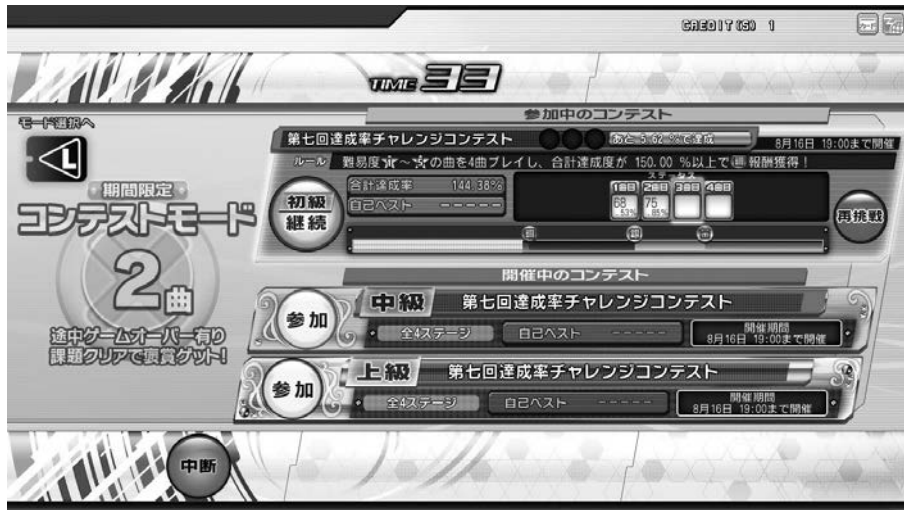 CREDIT(S) 1
TIME 33
モード選択へ
L
期間限定
コンテストモード
2曲
途中ゲームオーバー有り
課題クリアで褒賞ゲット!
参加中のコンテスト
第七回達成率チャレンジコンテスト
あと 5.62 %で達成
8月16日 19:00まで開催
ルール
の曲を4曲プレイし、合計達成度が 150.00 %以上で
報酬獲得!
初級
継続
合計達成率 144.38%
自己ベスト -----
ステータス
1曲目 2曲目 3曲目 4曲目
68 75
.53% .85%
再挑戦
開催中のコンテスト
参加
中級
第七回達成率チャレンジコンテスト
全4ステージ
自己ベスト -----
開催期間
8月16日 19:00まで開催
参加
上級
第七回達成率チャレンジコンテスト
全4ステージ
自己ベスト -----
開催期間
8月16日 19:00まで開催
中断